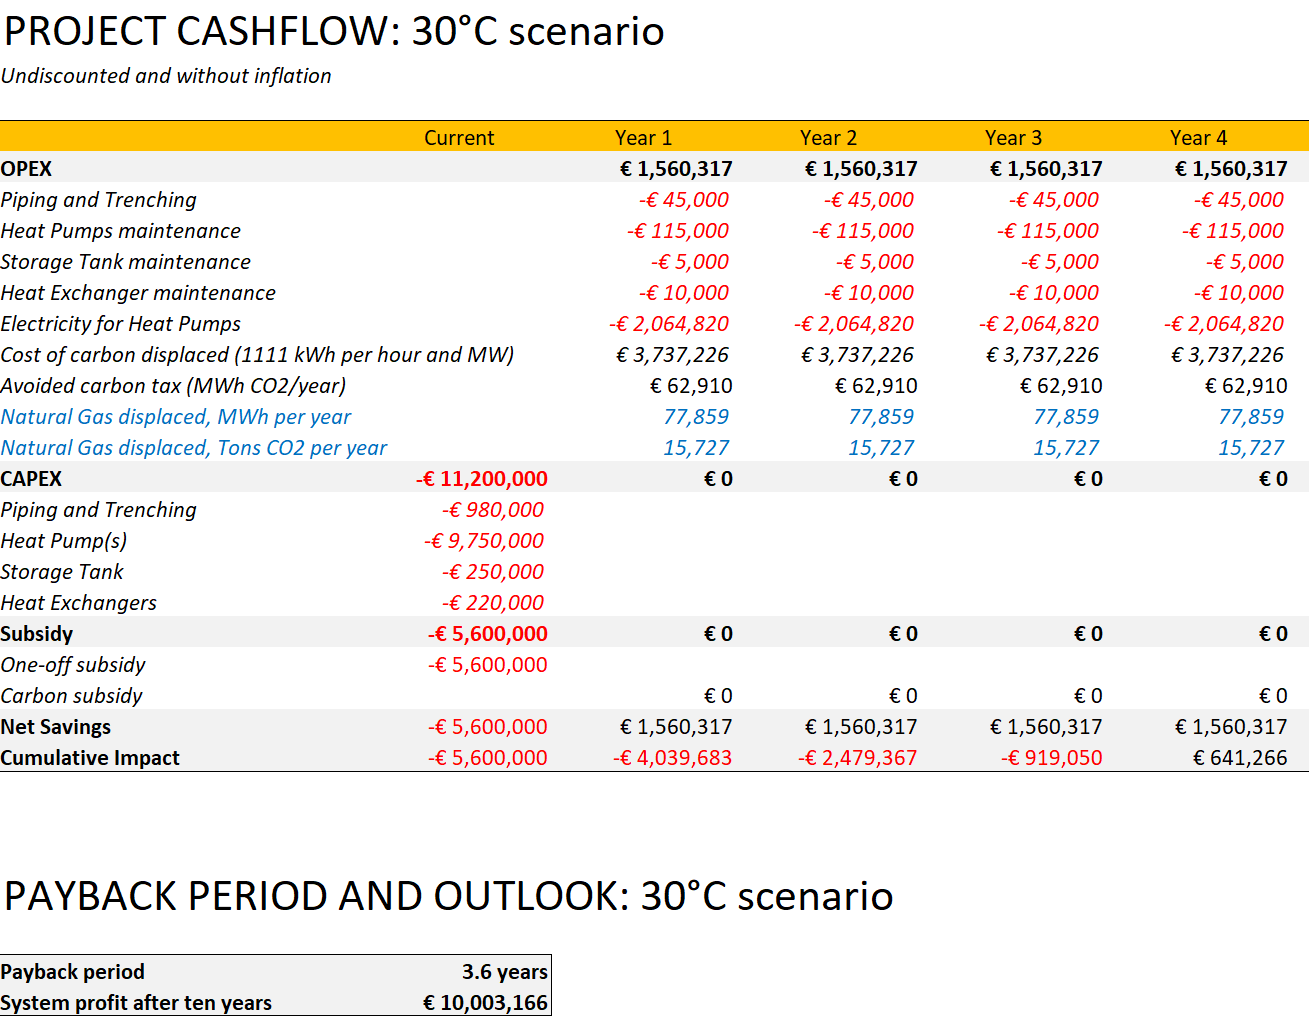 PROJECT CASHFLOW: 30°C scenario
Undiscounted and without inflation
Current Year 1 Year 2 Year 3 Year 4
OPEX € 1,560,317 € 1,560,317 € 1,560,317 € 1,560,317
Piping and Trenching -€ 45,000 -€ 45,000 -€ 45,000 -€ 45,000
Heat Pumps maintenance -€ 115,000 -€ 115,000 -€ 115,000 -€ 115,000
Storage Tank maintenance -€ 5,000 -€ 5,000 -€ 5,000 -€ 5,000
Heat Exchanger maintenance -€ 10,000 -€ 10,000 -€ 10,000 -€ 10,000
Electricity for Heat Pumps -€ 2,064,820 -€ 2,064,820 -€ 2,064,820 -€ 2,064,820
Cost of carbon displaced (1111 kWh per hour and MW) € 3,737,226 € 3,737,226 € 3,737,226 € 3,737,226
Avoided carbon tax (MWh CO2/year) € 62,910 € 62,910 € 62,910 € 62,910
Natural Gas displaced, MWh per year 77,859 77,859 77,859 77,859
Natural Gas displaced, Tons CO2 per year 15,727 15,727 15,727 15,727
CAPEX -€ 11,200,000 € 0 € 0 € 0 € 0
Piping and Trenching -€ 980,000
Heat Pump(s) -€ 9,750,000
Storage Tank -€ 250,000
Heat Exchangers -€ 220,000
Subsidy -€ 5,600,000 € 0 € 0 € 0 € 0
One-off subsidy -€ 5,600,000
Carbon subsidy € 0 € 0 € 0 € 0
Net Savings -€ 5,600,000 € 1,560,317 € 1,560,317 € 1,560,317 € 1,560,317
Cumulative Impact -€ 5,600,000 -€ 4,039,683 -€ 2,479,367 -€ 919,050 € 641,266
PAYBACK PERIOD AND OUTLOOK: 30°C scenario
Payback period 3.6 years
System profit after ten years € 10,003,166